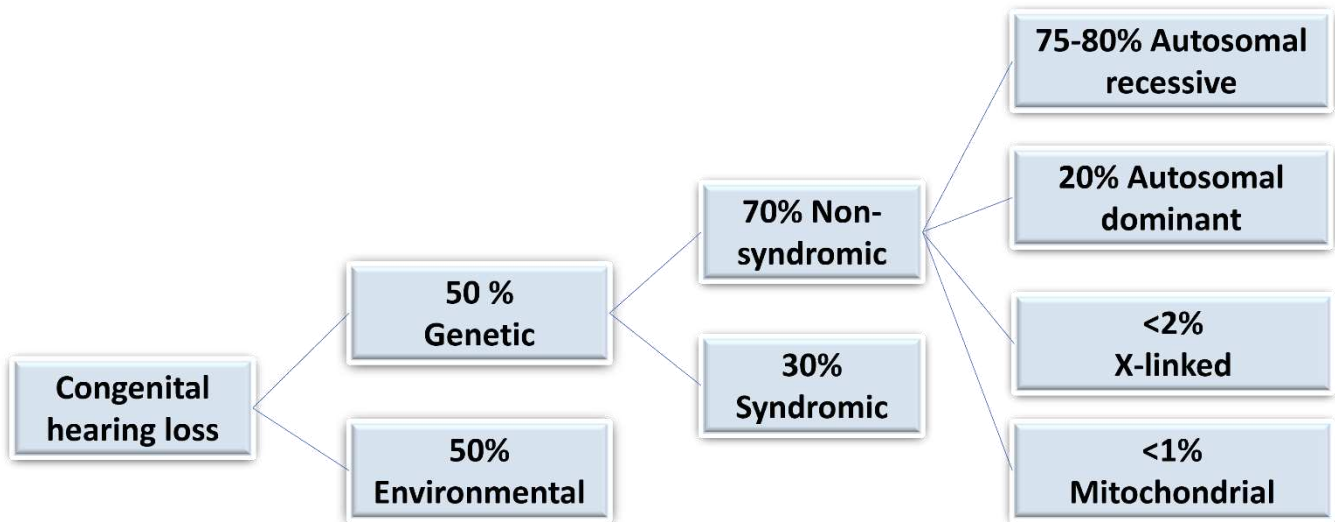 Congenital
hearing loss
50 %
Genetic
50%
Environmental
70% Non-
syndromic
30%
Syndromic
75-80% Autosomal
recessive
20% Autosomal
dominant
<2%
X-linked
<1%
Mitochondrial